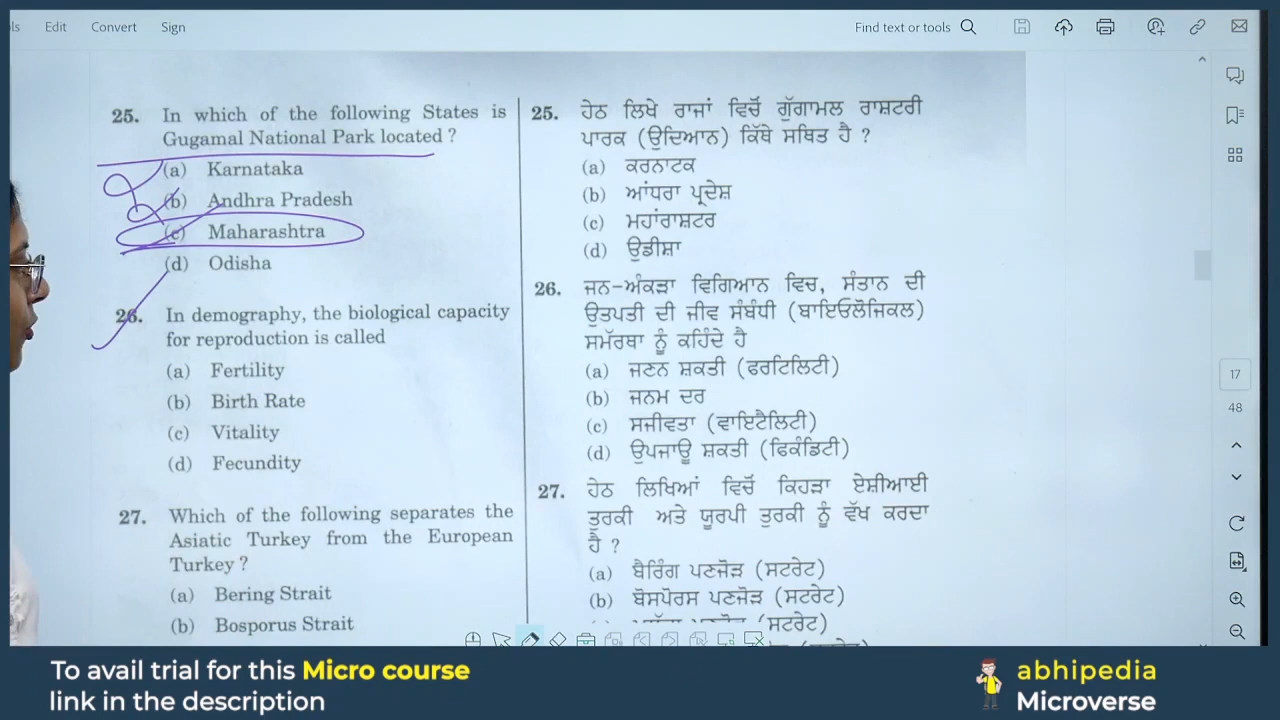 ls Edit Convert Sign Find text or tools
25. In which of the following States is
Gugamal National Park located ?
(a) Karnataka
(b) Andhra Pradesh
(c) Maharashtra
(d) Odisha
26. In demography, the biological capacity
for reproduction is called
(a) Fertility
(b) Birth Rate
(c) Vitality
(d) Fecundity
27. Which of the following separates the
Asiatic Turkey from the European
Turkey ?
(a) Bering Strait
(b) Bosporus Strait
25. ਹੇਠ ਲਿਖੇ ਰਾਜਾਂ ਵਿਚੋਂ ਗੁੱਗਾਮਲ ਰਾਸ਼ਟਰੀ
ਪਾਰਕ (ਉਦਿਆਨ) ਕਿੱਥੇ ਸਥਿਤ ਹੈ ?
(a) ਕਰਨਾਟਕ
(b) ਆਂਧਰਾ ਪ੍ਰਦੇਸ਼
(c) ਮਹਾਂਰਾਸ਼ਟਰ
(d) ਉਡੀਸ਼ਾ
26. ਜਨ-ਅੰਕੜਾ ਵਿਗਿਆਨ ਵਿਚ, ਸੰਤਾਨ ਦੀ
ਉਤਪਤੀ ਦੀ ਜੀਵ ਸੰਬੰਧੀ (ਬਾਇਓਲੋਜਿਕਲ)
ਸਮੱਰਥਾ ਨੂੰ ਕਹਿੰਦੇ ਹੈ
(a) ਜਣਨ ਸ਼ਕਤੀ (ਫਰਟਿਲਿਟੀ)
(b) ਜਨਮ ਦਰ
(c) ਸਜੀਵਤਾ (ਵਾਇਟੈਲਿਟੀ)
(d) ਉਪਜਾਊ ਸ਼ਕਤੀ (ਫਿਕੰਡਿਟੀ)
27. ਹੇਠ ਲਿਖਿਆਂ ਵਿਚੋਂ ਕਿਹੜਾ ਏਸ਼ੀਆਈ
ਤੁਰਕੀ ਅਤੇ ਯੂਰਪੀ ਤੁਰਕੀ ਨੂੰ ਵੱਖ ਕਰਦਾ
ਹੈ ?
(a) ਬੈਰਿੰਗ ਪਣਜੋੜ (ਸਟਰੇਟ)
(b) ਬੋਸਪੋਰਸ ਪਣਜੋੜ (ਸਟਰੇਟ)
(ਸਟਰੇਟ)
17
48
To avail trial for this Micro course
link in the description
abhipedia
Microverse